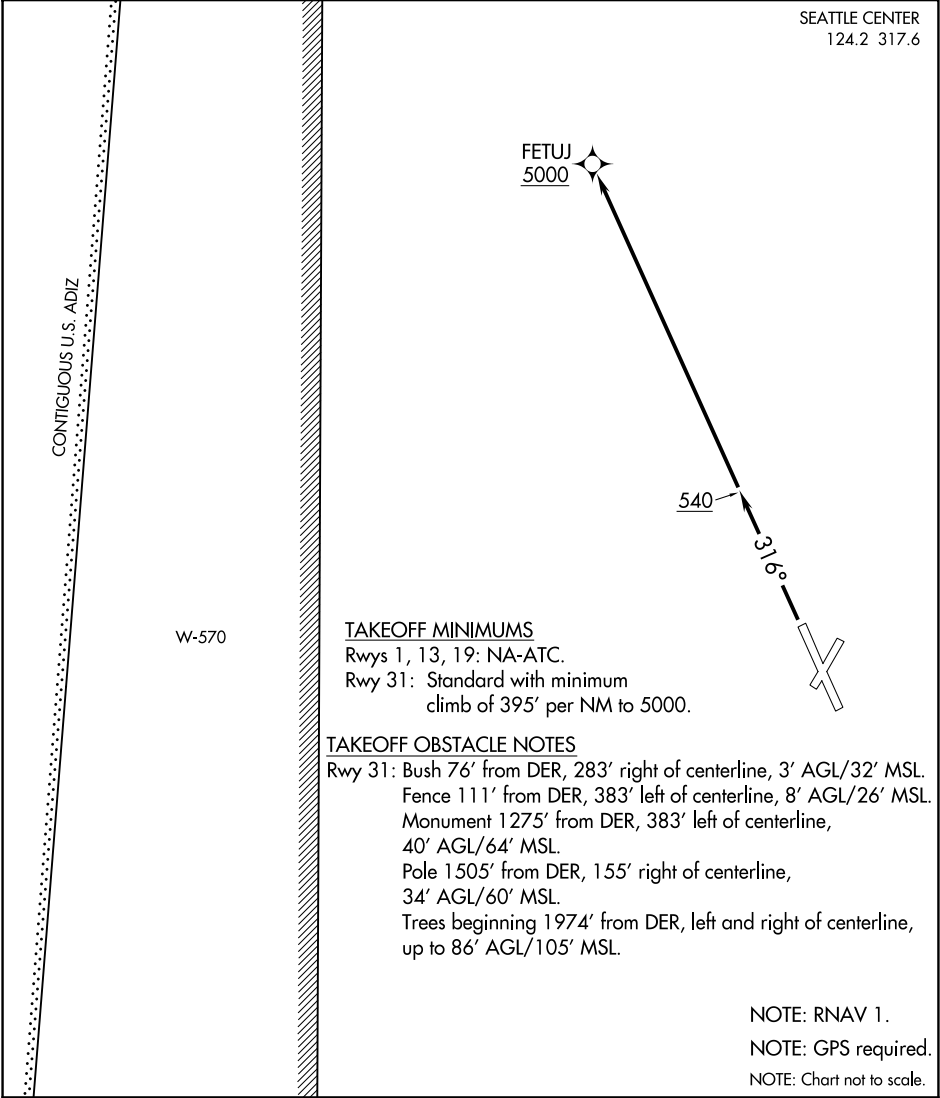 SEATTLE CENTER
124.2 317.6
FETUJ
5000
CONTIGUOUS U.S. ADIZ
540
316°
W-570
TAKEOFF MINIMUMS
Rwys 1, 13, 19: NA-ATC.
Rwy 31: Standard with minimum
climb of 395′ per NM to 5000.
TAKEOFF OBSTACLE NOTES
Rwy 31: Bush 76′ from DER, 283′ right of centerline, 3′ AGL/32′ MSL.
Fence 111′ from DER, 383′ left of centerline, 8′ AGL/26′ MSL.
Monument 1275′ from DER, 383′ left of centerline,
40′ AGL/64′ MSL.
Pole 1505′ from DER, 155′ right of centerline,
34′ AGL/60′ MSL.
Trees beginning 1974′ from DER, left and right of centerline,
up to 86′ AGL/105′ MSL.
NOTE: RNAV 1.
NOTE: GPS required.
NOTE: Chart not to scale.